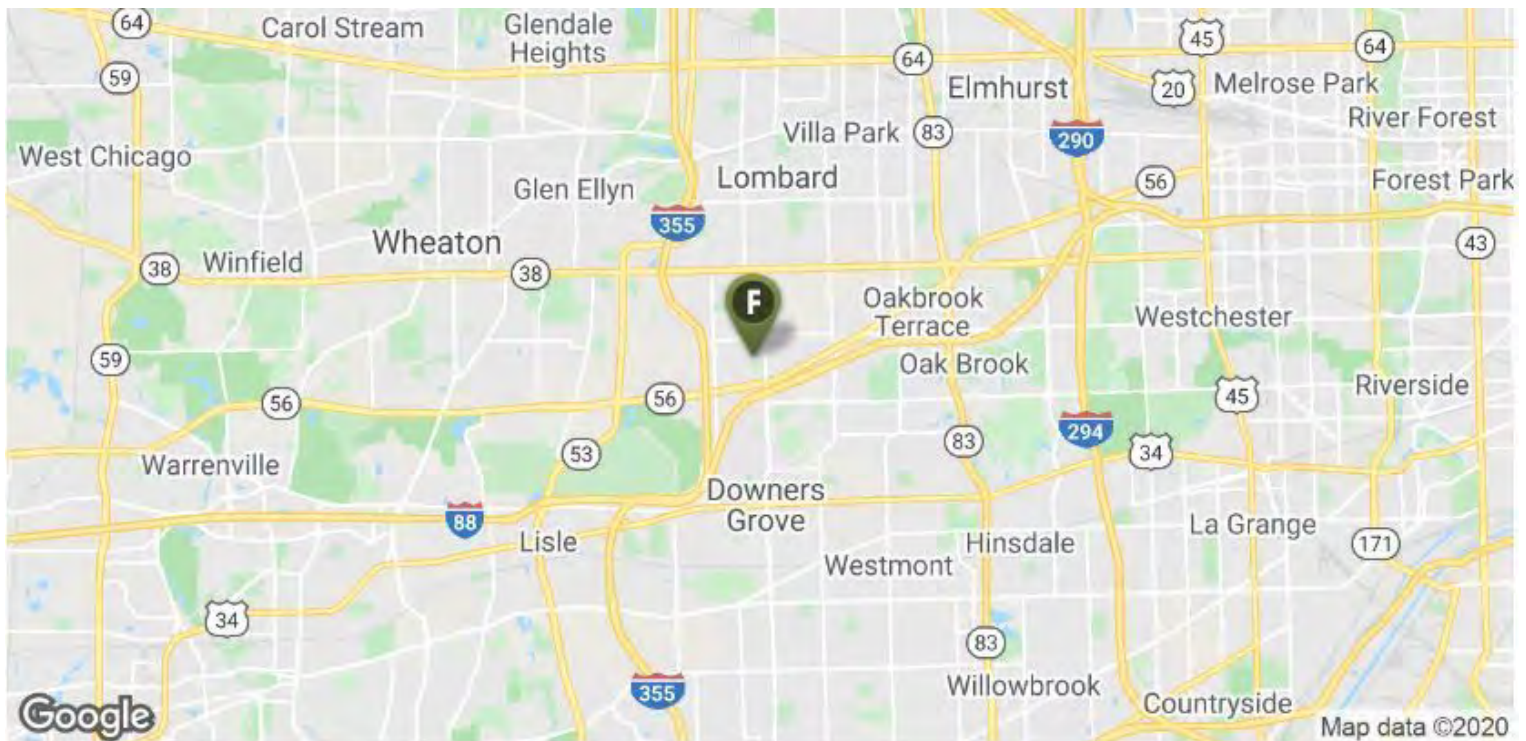 64
Carol Stream
Glendale
Heights
45
64
59
64
20
Melrose Park
Elmhurst
River Forest
Villa Park
83
290
West Chicago
Glen Ellyn
Lombard
56
Forest Park
355
Wheaton
43
38
Winfield
38
F
Oakbrook
Terrace
Westchester
59
Oak Brook
Riverside
56
56
45
294
83
34
53
Warrenville
Downers
Grove
88
La Grange
Lisle
Hinsdale
171
Westmont
34
83
355
Willowbrook
Countryside
Google
Map data ©2020